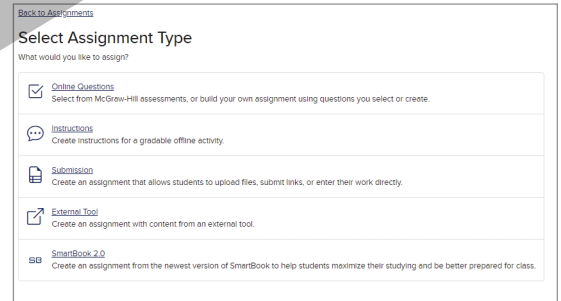 Back to Assignments
Select Assignment Type
What would you like to assign?
Online Questions
Select from McGraw-Hill assessments, or build your own assignment using questions you select or create.
Instructions
Create instructions for a gradable offline activity.
Submission
Create an assignment that allows students to upload files, submit links, or enter their work directly.
External Tool
Create an assignment with content from an external tool.
SB
SmartBook 2.0
Create an assignment from the newest version of SmartBook to help students maximize their studying and be better prepared for class.